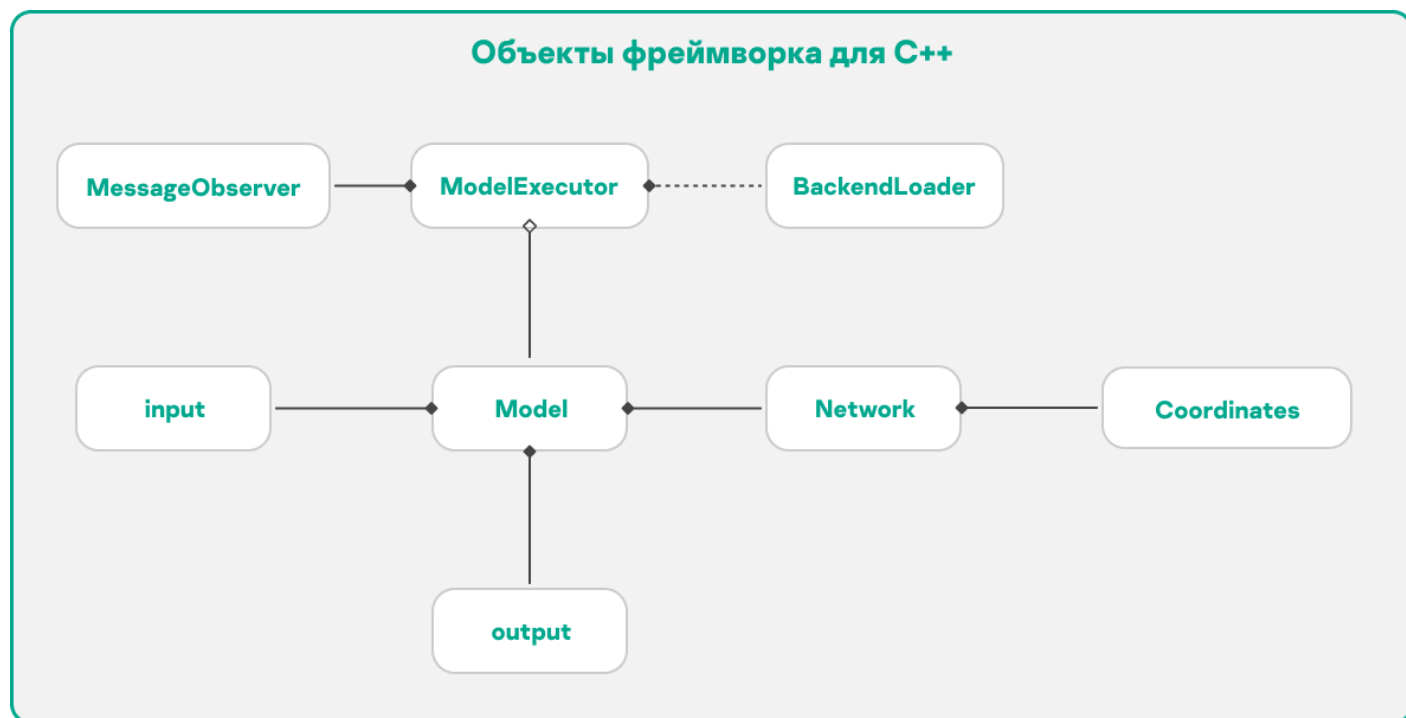 Объекты фреймворка для C++
MessageObserver
ModelExecutor
BackendLoader
input
Model
Network
Coordinates
output